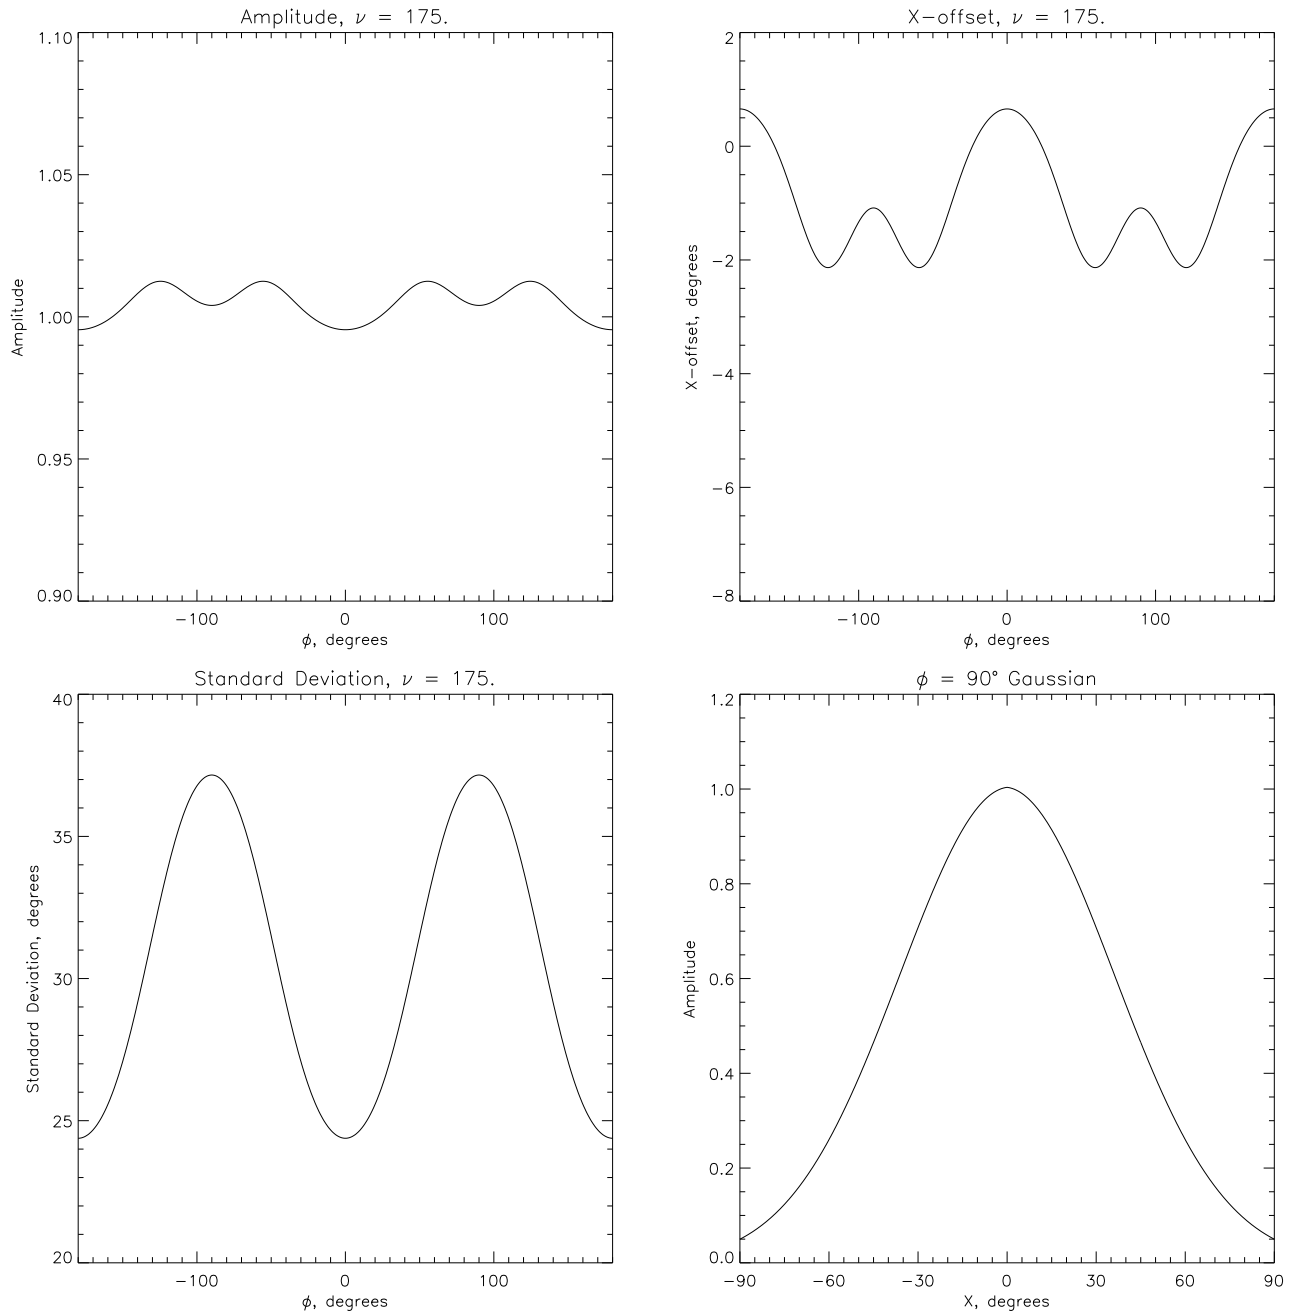 Amplitude, ν = 175.
1.10
1.05
1.00
0.95
0.90
Amplitude
−100 0 100
ϕ, degrees
X−offset, ν = 175.
2
0
−2
−4
−6
−8
X−offset, degrees
−100 0 100
ϕ, degrees
Standard Deviation, ν = 175.
40
35
30
25
20
Standard Deviation, degrees
−100 0 100
ϕ, degrees
ϕ = 90° Gaussian
1.2
1.0
0.8
0.6
0.4
0.2
0.0
Amplitude
−90 −60 −30 0 30 60 90
X, degrees